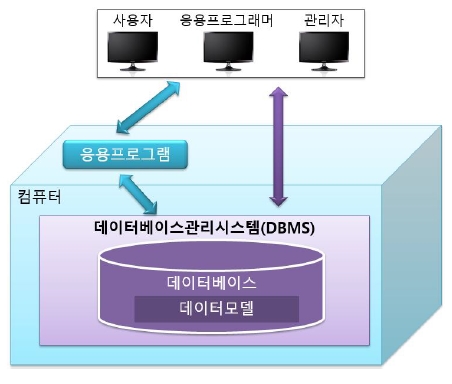 사용자 응용프로그래머 관리자
응용프로그램
컴퓨터
데이터베이스관리시스템(DBMS)
데이터베이스
데이터모델